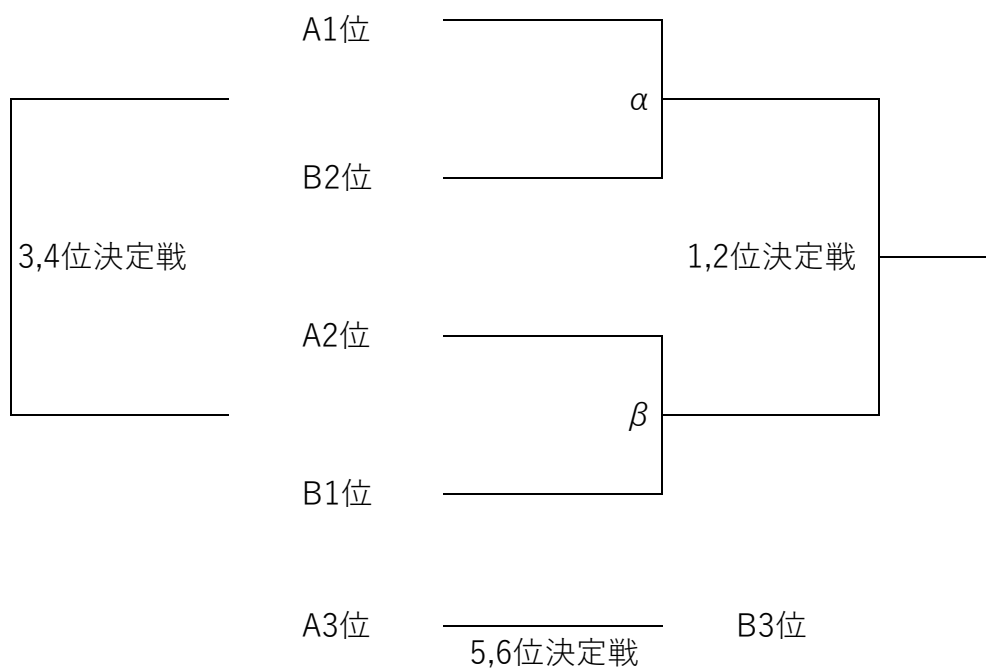 A1位
α
B2位
3,4位決定戦
1,2位決定戦
A2位
β
B1位
A3位
B3位
5,6位決定戦